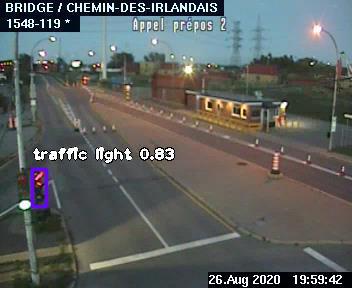 BRIDGE / CHEMIN-DES-IRLANDAIS
1548-119 *
Appel prépos 2
traffic light 0.83
26.Aug 2020 19:59:42